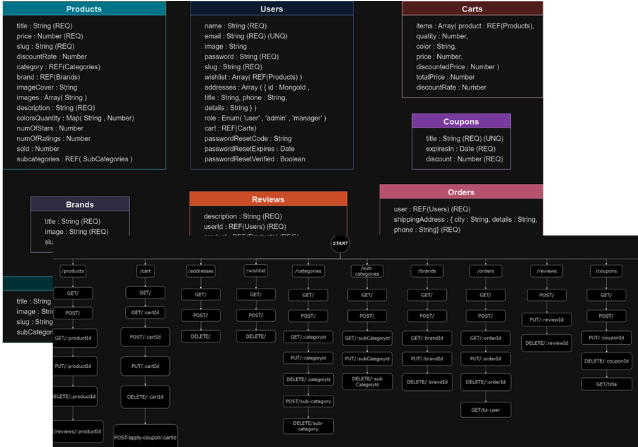 Products
title : String (REQ)
price : Number (REQ)
slug : String (REQ)
discountRate : Number
category : REF(Categories)
brand : REF(Brands)
imageCover : String
images : Array( String )
description : String (REQ)
colorsQuantity : Map( String , Number)
numOfStars : Number
numOfRatings : Number
sold : Number
subcategories : REF( SubCategories )
Users
name : String (REQ)
email : String (REQ) (UNQ)
image : String
password : String (REQ)
slug : String (REQ)
wishlist : Array( REF(Products) )
addresses : Array ( { id : MongoId ,
title : String, phone : String,
details : String } )
role : Enum( 'user' , 'admin' , 'manager' )
cart : REF(Carts)
passwordResetCode : String
passwordResetExpires : Date
passwordResetVerified : Boolean
Carts
items : Array( product : REF(Products),
quantity : Number,
color : String,
price : Number,
discountedPrice : Number )
totalPrice : Number
discountRate : Number
Coupons
title : String (REQ) (UNQ)
expiresIn : Date (REQ)
discount : Number (REQ)
Brands
title : String (REQ)
image : String (REQ)
Reviews
description : String (REQ)
userId : REF(Users) (REQ)
Orders
user : REF(Users) (REQ)
shippingAddress : { city : String, details : String,
phone : String} (REQ)
title : String
slug : String
START
/products
GET/
POST/
GET/:productId
PUT/:productId
DELETE/:productId
/reviews/:productId
/cart
GET/
GET/:cartId
POST/:cartId
PUT/:cartId
DELETE/:cartId
POST/apply-coupon/:cartId
/addresses
GET/
POST/
DELETE/
/wishlist
GET/
POST/
DELETE/
/categories
GET/
POST/
GET/:categoryId
PUT/:categoryId
DELETE/:categoryId
POST/sub-category
DELETE/sub-
category
/sub-
categories
GET/
POST/
GET/:subCategoryId
PUT/:subCategoryId
DELETE/:sub
CategoryId
/brands
GET/
POST/
GET/:brandId
PUT/:brandId
DELETE/:brandId
/orders
GET/
POST/
GET/:orderId
PUT/:orderId
DELETE/:orderId
GET/to-user
/reviews
POST/
PUT/:reviewId
DELETE/:reviewId
/coupons
GET/
POST/
PUT/:couponId
DELETE/:couponId
GET/title